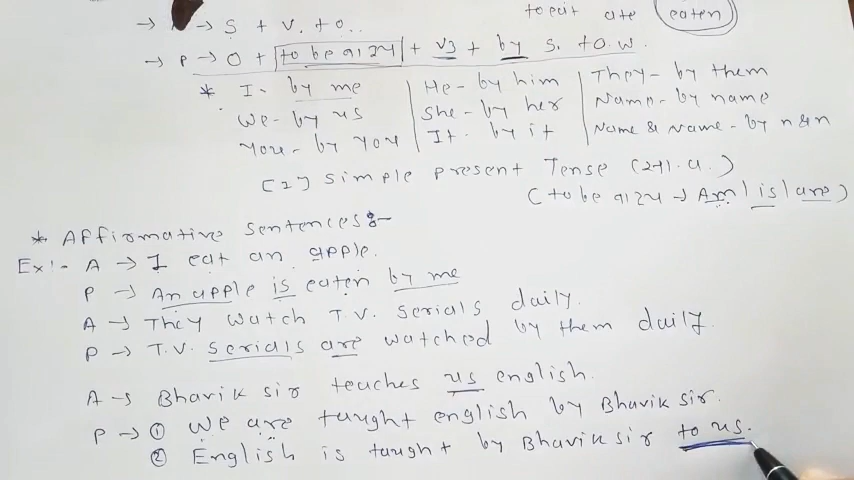 to eat ate eaten
→ → S + V. + O..
→ P → O + to be વાળા + V3 + by S. + O.W.
* I - by me
We - by us
You - by you
He - by him
She - by her
It - by it
They - by them
Name - by name
Name & Name - by n & n
[1] Simple present Tense
(to be → Am / is / are)
* Affirmative sentences:-
Ex:- A → I eat an apple.
P → An apple is eaten by me
A → They watch T.V. serials daily.
P → T.V. serials are watched by them daily.
A → Bhavik sir teaches us english.
P → ① We are taught english by Bhavik sir.
② English is taught by Bhavik sir to us.